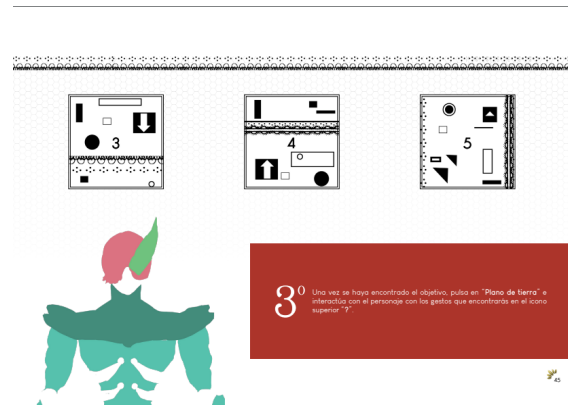 3
4
5
3º
Una vez se haya encontrado el objetivo, pulsa en "Plano de tierra" e
interactúa con el personaje con los gestos que encontrarás en el icono
superior "?".
45